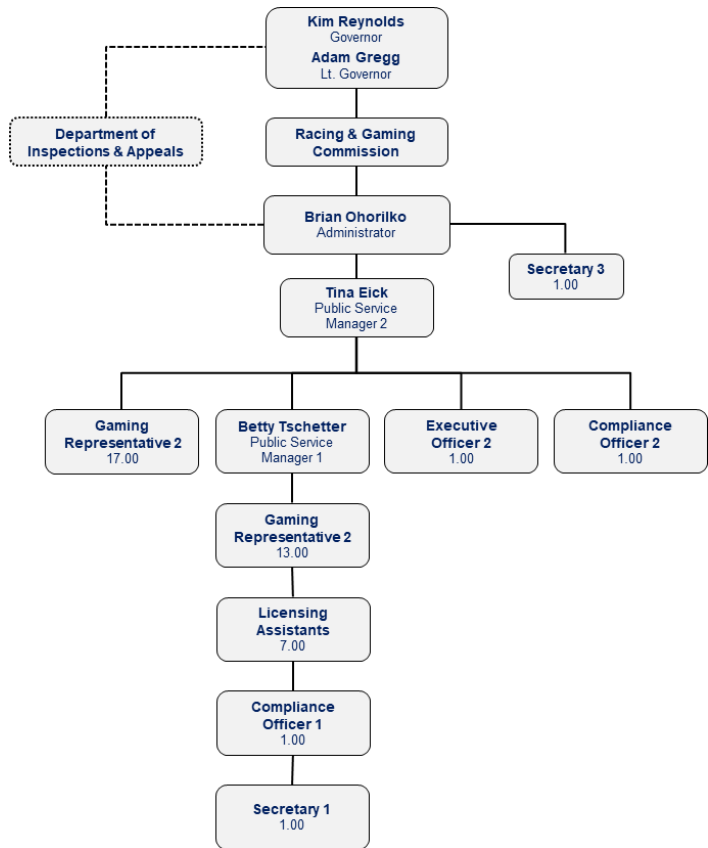 Kim Reynolds
Governor
Adam Gregg
Lt. Governor
Department of
Inspections & Appeals
Racing & Gaming
Commission
Brian Ohorilko
Administrator
Secretary 3
1.00
Tina Eick
Public Service
Manager 2
Gaming
Representative 2
17.00
Betty Tschetter
Public Service
Manager 1
Executive
Officer 2
1.00
Compliance
Officer 2
1.00
Gaming
Representative 2
13.00
Licensing
Assistants
7.00
Compliance
Officer 1
1.00
Secretary 1
1.00